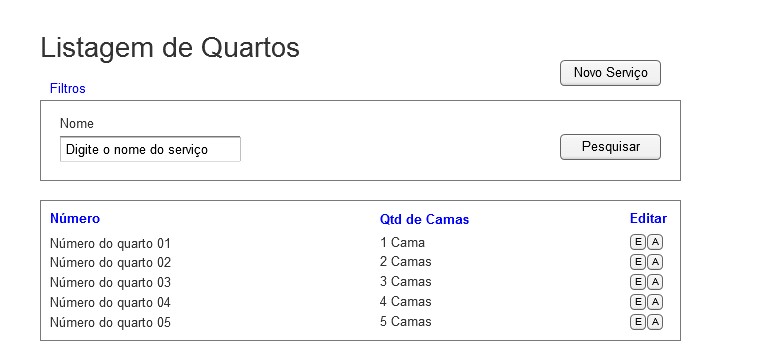 Listagem de Quartos
Novo Serviço
Filtros
Nome
Digite o nome do serviço
Pesquisar
Número Qtd de Camas Editar
Número do quarto 01 1 Cama E A
Número do quarto 02 2 Camas E A
Número do quarto 03 3 Camas E A
Número do quarto 04 4 Camas E A
Número do quarto 05 5 Camas E A